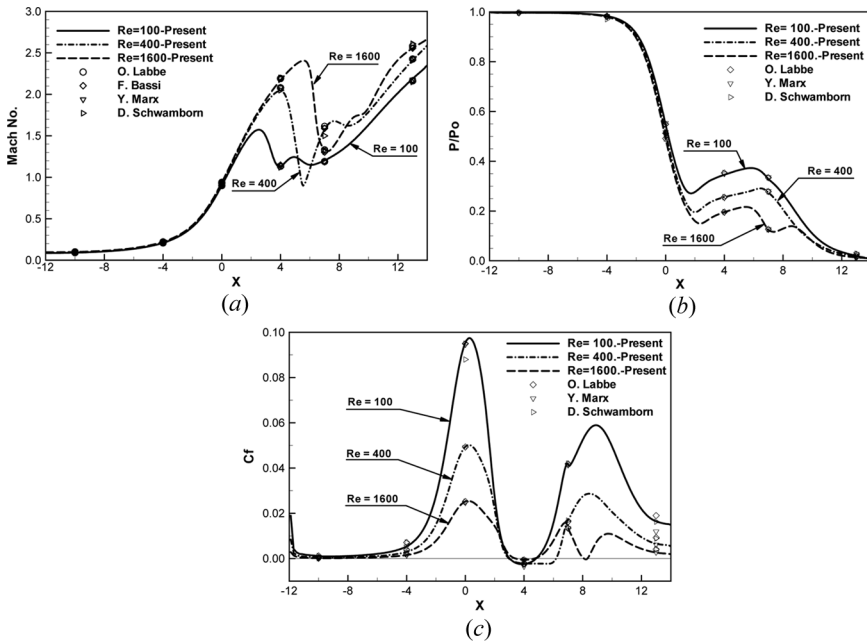 3.0
2.5
2.0
1.5
1.0
0.5
0.0
Mach No.
Re=100-Present
Re=400-Present
Re=1600-Present
O. Labbe
F. Bassi
Y. Marx
D. Schwamborn
Re = 1600
Re = 400
Re = 100
-12 -8 -4 0 4 8 12
X
(a)
1.0
0.8
0.6
0.4
0.2
0.0
P/Po
Re= 100.-Present
Re= 400.-Present
Re=1600.-Present
O. Labbe
Y. Marx
D. Schwamborn
Re = 100
Re = 400
Re = 1600
-12 -8 -4 0 4 8 12
X
(b)
0.10
0.08
0.06
0.04
0.02
0.00
Cf
Re= 100.-Present
Re= 400.-Present
Re=1600.-Present
O. Labbe
Y. Marx
D. Schwamborn
Re = 100
Re = 400
Re = 1600
-12 -8 -4 0 4 8 12
X
(c)